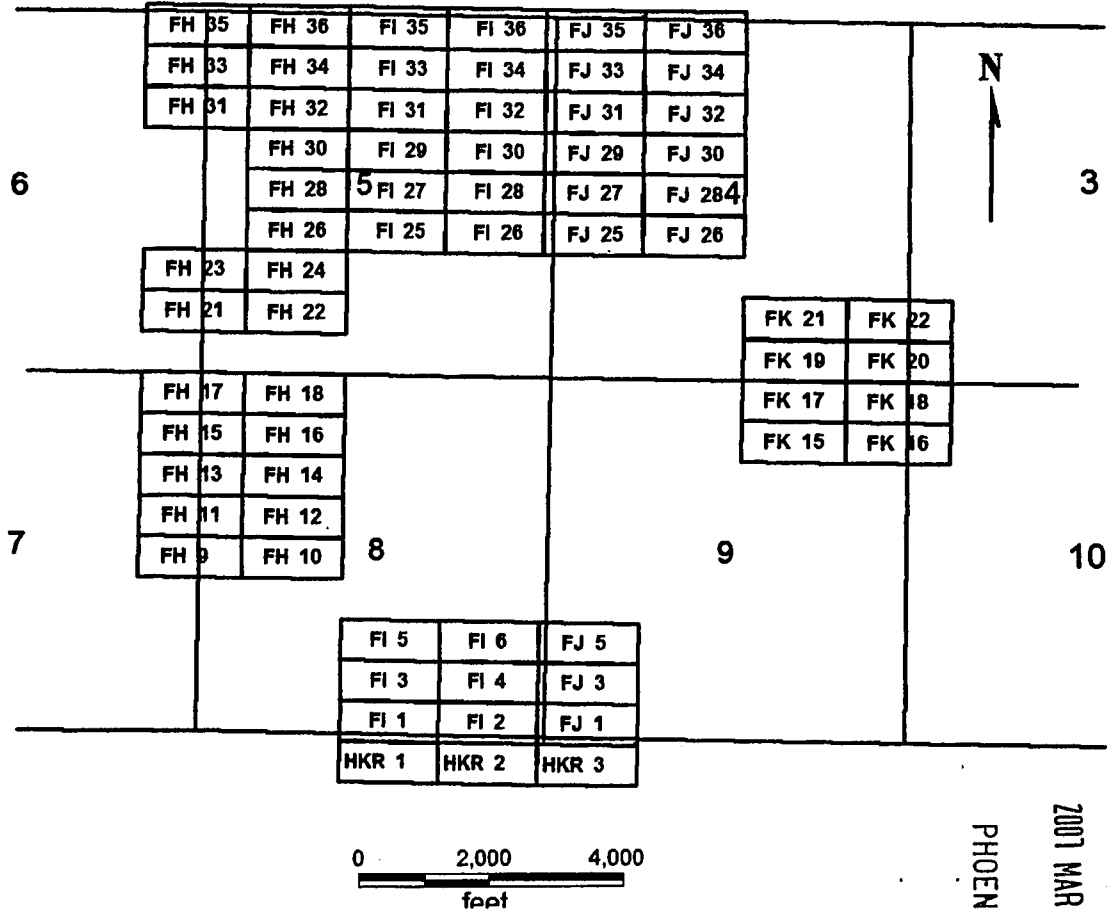 FH 35 FH 36 FI 35 FI 36 FJ 35 FJ 36
FH 33 FH 34 FI 33 FI 34 FJ 33 FJ 34
N
FH 31 FH 32 FI 31 FI 32 FJ 31 FJ 32
FH 30 FI 29 FI 30 FJ 29 FJ 30
6 FH 28 5 FI 27 FI 28 FJ 27 FJ 28 4 3
FH 26 FI 25 FI 26 FJ 25 FJ 26
FH 23 FH 24
FH 21 FH 22 FK 21 FK 22
FK 19 FK 20
FH 17 FH 18 FK 17 FK 18
FH 15 FH 16 FK 15 FK 16
FH 13 FH 14
FH 11 FH 12
7 FH 9 FH 10 8 9 10
FI 5 FI 6 FJ 5
FI 3 FI 4 FJ 3
FI 1 FI 2 FJ 1
HKR 1 HKR 2 HKR 3
0 2,000 4,000
feet
2001 MAR
PHOEN